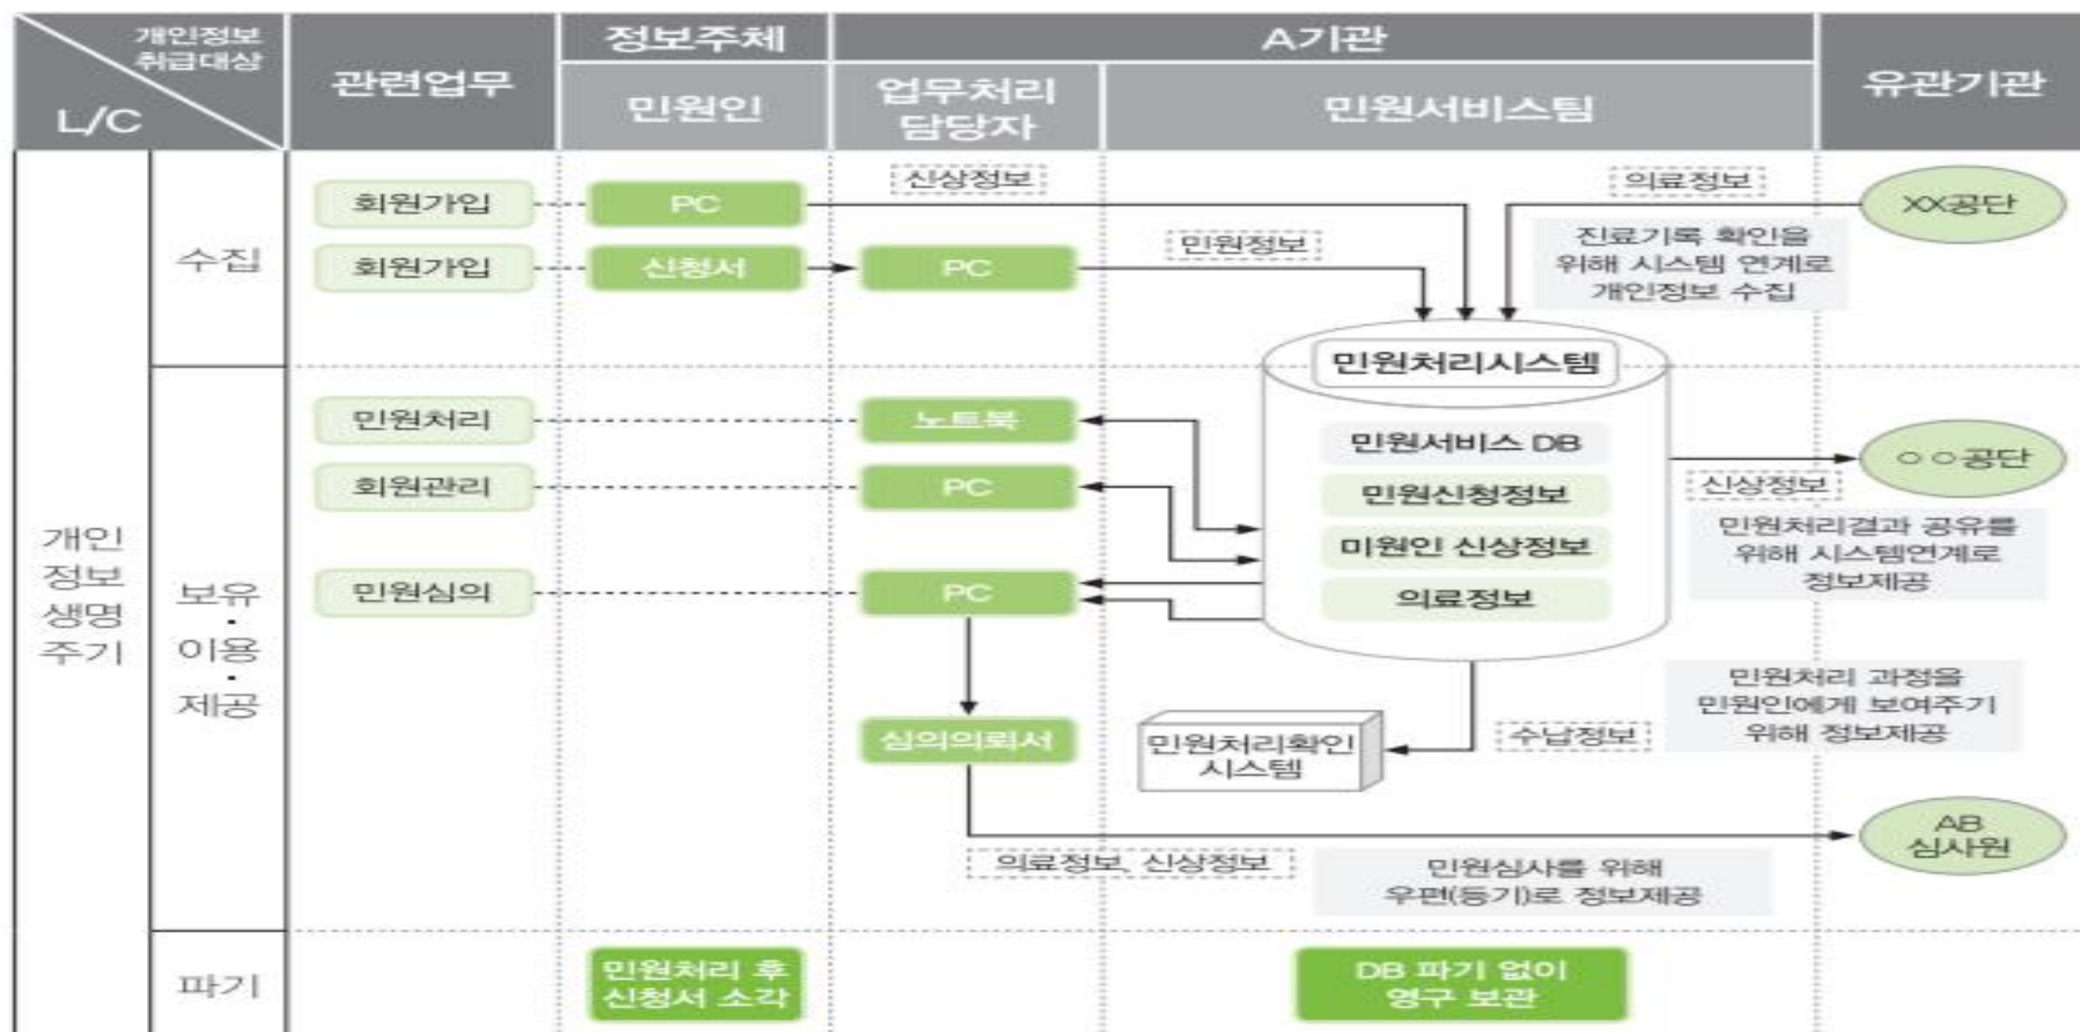 개인정보
취급대상
L/C
관련업무
정보주체
민원인
A기관
업무처리
담당자
민원서비스팀
유관기관
개인
정보
생명
주기
수집
회원가입
PC
신상정보
의료정보
XX공단
회원가입
신청서
PC
민원정보
진료기록 확인을
위해 시스템 연계로
개인정보 수집
민원처리시스템
보유
·
이용
·
제공
민원처리
노트북
민원서비스 DB
○○공단
회원관리
PC
민원신청정보
신상정보
미원인 신상정보
민원처리결과 공유를
위해 시스템연계로
정보제공
민원심의
PC
의료정보
심의의뢰서
민원처리확인
시스템
수납정보
민원처리 과정을
민원인에게 보여주기
위해 정보제공
AB
심사원
의료정보, 신상정보
민원심사를 위해
우편(등기)로 정보제공
파기
민원처리 후
신청서 소각
DB 파기 없이
영구 보관